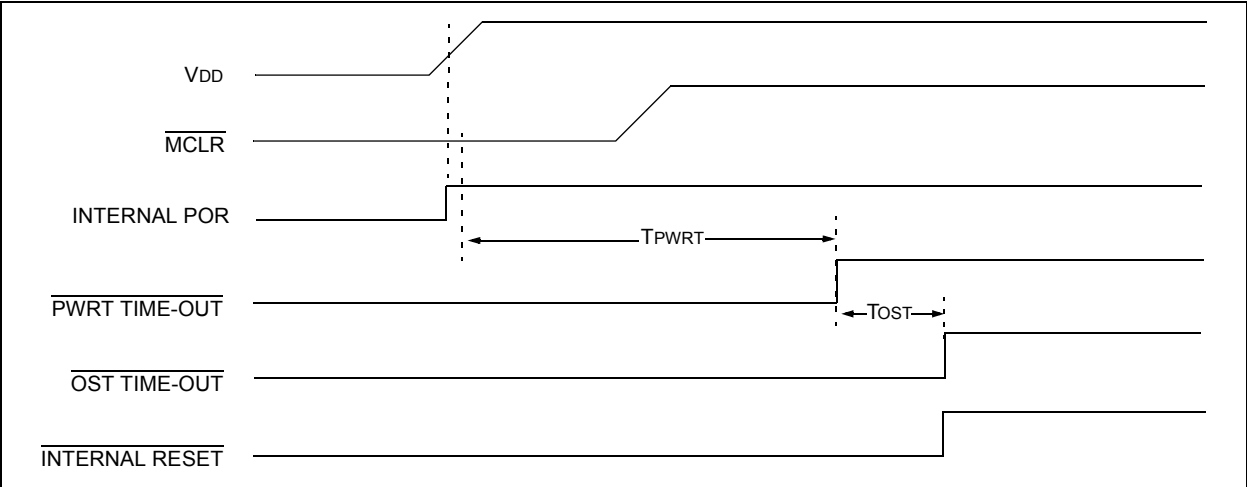 VDD
MCLR
INTERNAL POR
TPWRT
PWRT TIME-OUT
TOST
OST TIME-OUT
INTERNAL RESET